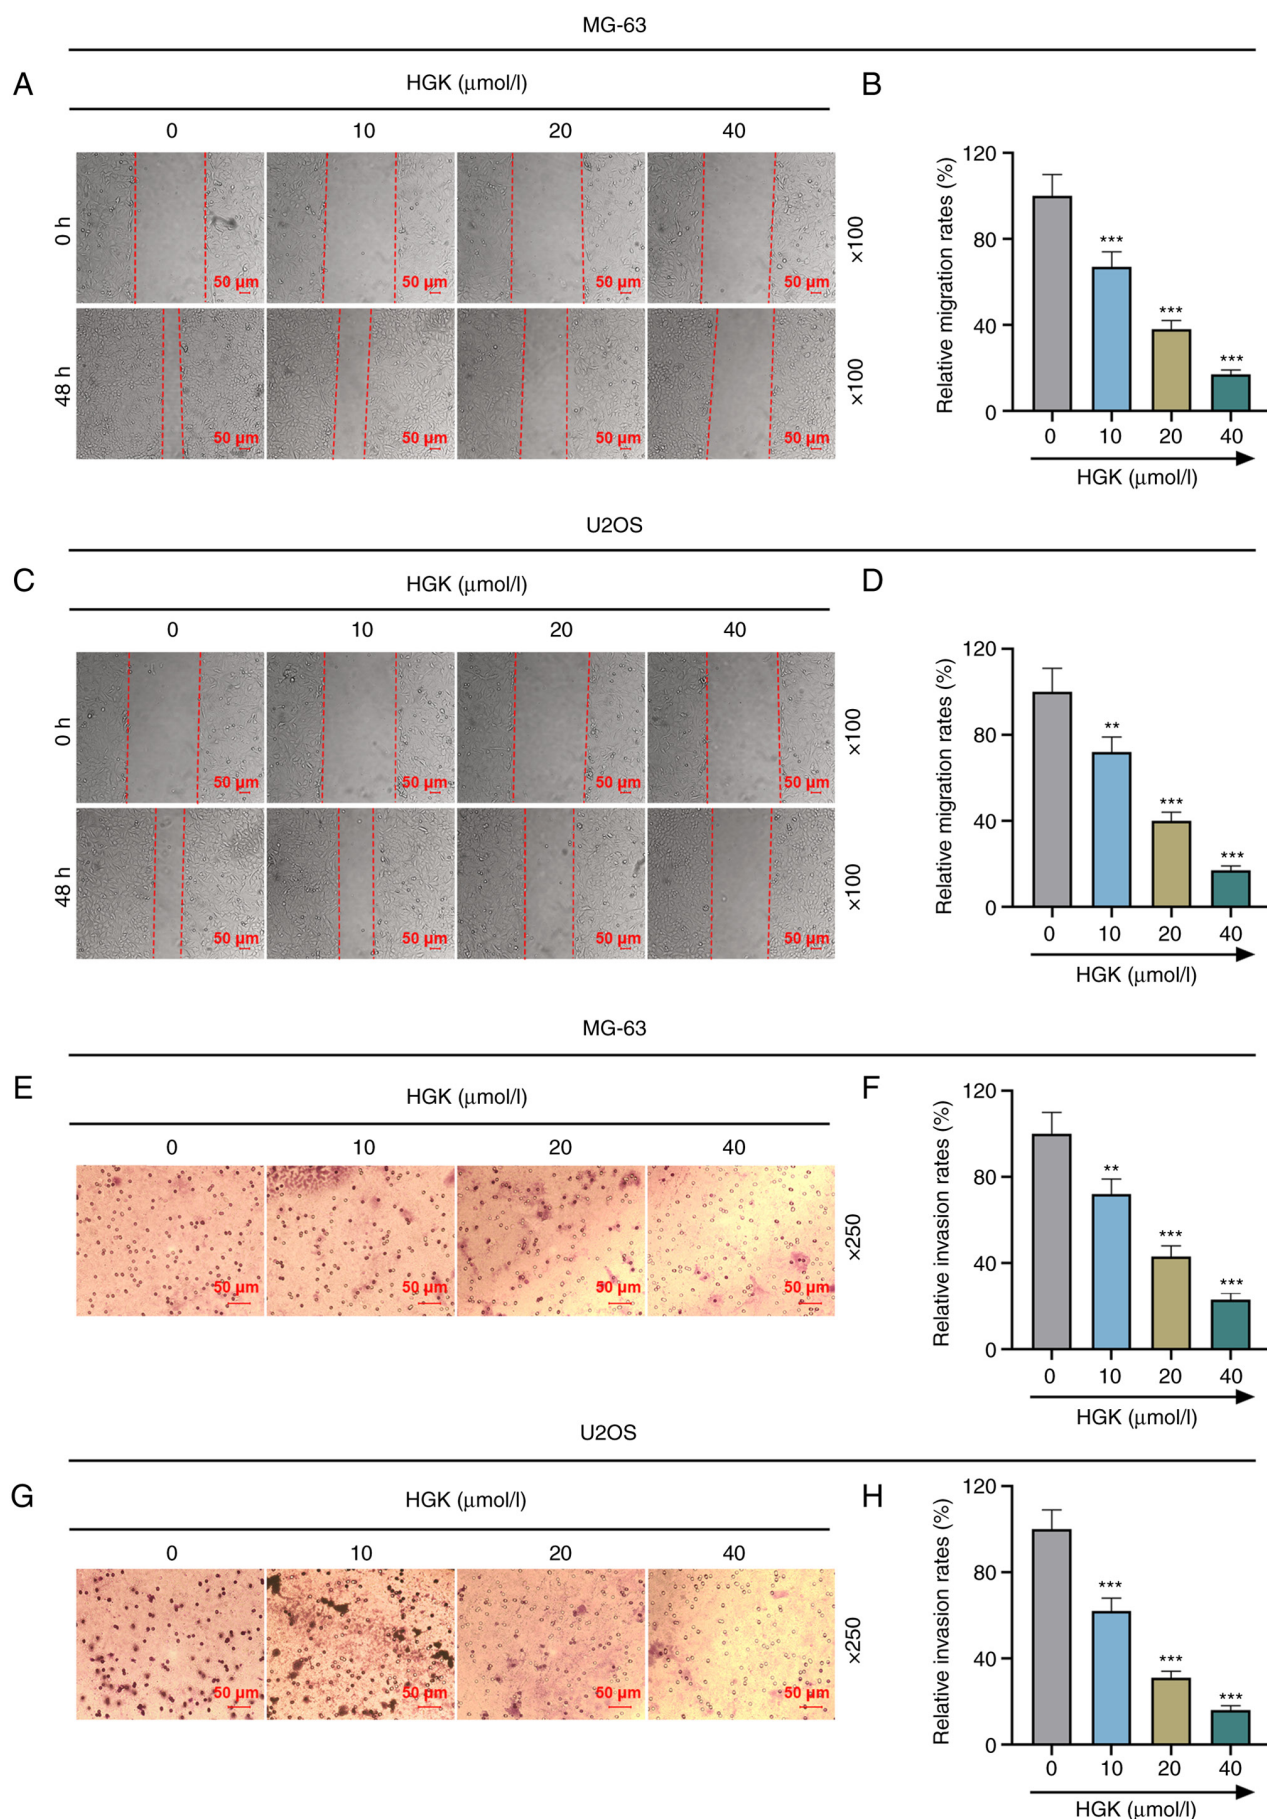 MG-63
A
HGK (μmol/l)
0 10 20 40
0 h
50 μm 50 μm 50 μm 50 μm
×100
48 h
50 μm 50 μm 50 μm 50 μm
×100
B
Relative migration rates (%)
120
80
40
0
***
***
***
0 10 20 40
HGK (μmol/l)
U2OS
C
HGK (μmol/l)
0 10 20 40
0 h
50 μm 50 μm 50 μm 50 μm
×100
48 h
50 μm 50 μm 50 μm 50 μm
×100
D
Relative migration rates (%)
120
80
40
0
**
***
***
0 10 20 40
HGK (μmol/l)
MG-63
E
HGK (μmol/l)
0 10 20 40
50 μm 50 μm 50 μm 50 μm
×250
F
Relative invasion rates (%)
120
80
40
0
**
***
***
0 10 20 40
HGK (μmol/l)
U2OS
G
HGK (μmol/l)
0 10 20 40
50 μm 50 μm 50 μm 50 μm
×250
H
Relative invasion rates (%)
120
80
40
0
***
***
***
0 10 20 40
HGK (μmol/l)